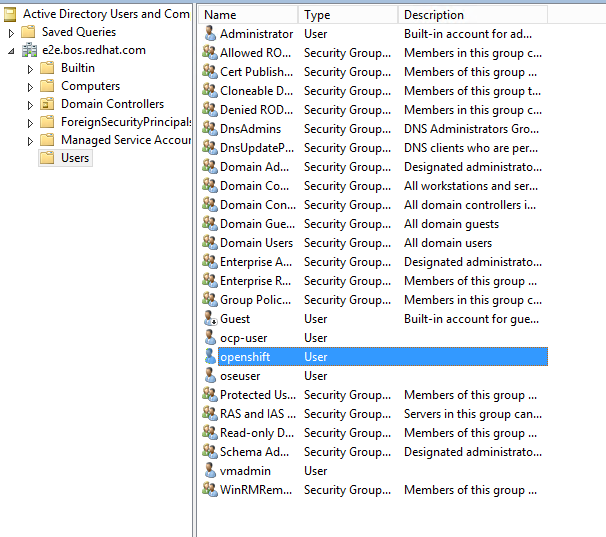 Active Directory Users and Com
Saved Queries
e2e.bos.redhat.com
Builtin
Computers
Domain Controllers
ForeignSecurityPrincipals
Managed Service Accour
Users
Name Type Description
Administrator User Built-in account for ad...
Allowed RO... Security Group... Members in this group c...
Cert Publish... Security Group... Members of this group ...
Cloneable D... Security Group... Members of this group t...
Denied ROD... Security Group... Members in this group c...
DnsAdmins Security Group... DNS Administrators Gro...
DnsUpdateP... Security Group... DNS clients who are per...
Domain Ad... Security Group... Designated administrato...
Domain Co... Security Group... All workstations and ser...
Domain Con... Security Group... All domain controllers i...
Domain Gue... Security Group... All domain guests
Domain Users Security Group... All domain users
Enterprise A... Security Group... Designated administrato...
Enterprise R... Security Group... Members of this group ...
Group Polic... Security Group... Members in this group c...
Guest User Built-in account for gue...
ocp-user User
openshift User
oseuser User
Protected Us... Security Group... Members of this group ...
RAS and IAS ... Security Group... Servers in this group can...
Read-only D... Security Group... Members of this group ...
Schema Ad... Security Group... Designated administrato...
vmadmin User
WinRMRem... Security Group... Members of this group ...